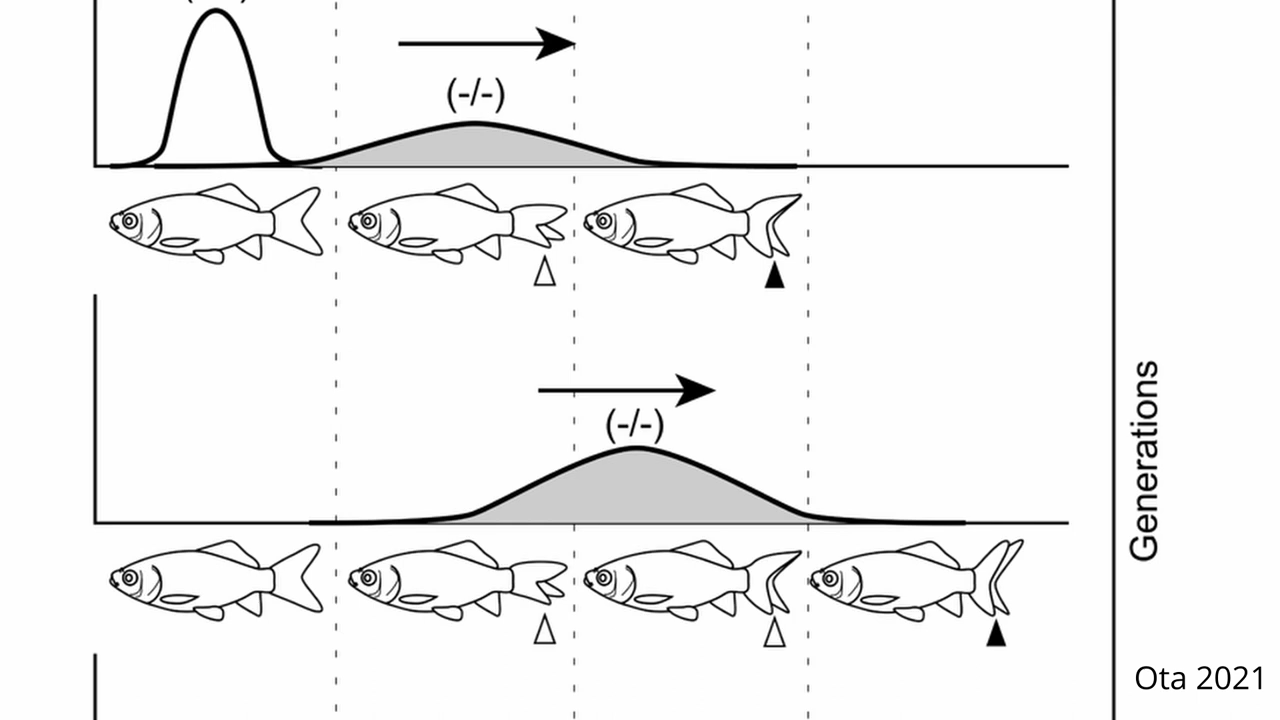 (-/-)
(-/-)
Generations
Ota 2021